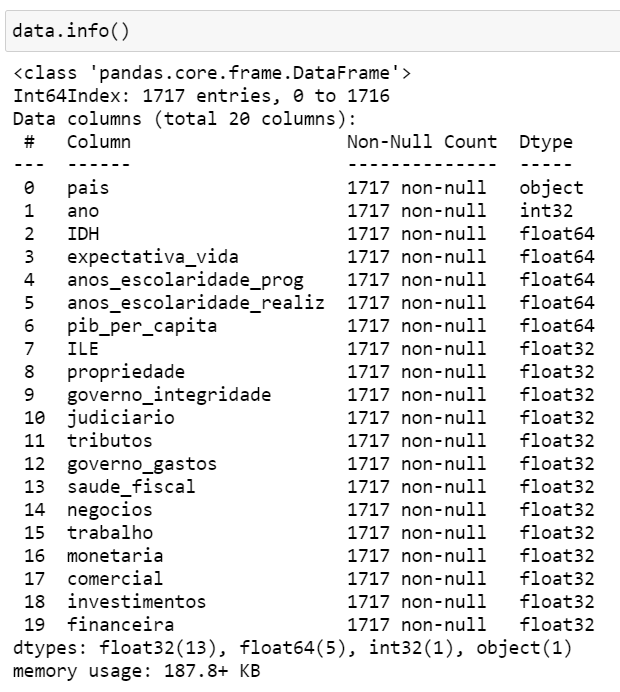 data.info()
<class 'pandas.core.frame.DataFrame'>
Int64Index: 1717 entries, 0 to 1716
Data columns (total 20 columns):
 #   Column                   Non-Null Count  Dtype
---  ------                   --------------  -----
 0   pais                     1717 non-null   object
 1   ano                      1717 non-null   int32
 2   IDH                      1717 non-null   float64
 3   expectativa_vida         1717 non-null   float64
 4   anos_escolaridade_prog   1717 non-null   float64
 5   anos_escolaridade_realiz 1717 non-null   float64
 6   pib_per_capita           1717 non-null   float64
 7   ILE                      1717 non-null   float32
 8   propriedade              1717 non-null   float32
 9   governo_integridade      1717 non-null   float32
 10  judiciario               1717 non-null   float32
 11  tributos                 1717 non-null   float32
 12  governo_gastos           1717 non-null   float32
 13  saude_fiscal             1717 non-null   float32
 14  negocios                 1717 non-null   float32
 15  trabalho                 1717 non-null   float32
 16  monetaria                1717 non-null   float32
 17  comercial                1717 non-null   float32
 18  investimentos            1717 non-null   float32
 19  financeira               1717 non-null   float32
dtypes: float32(13), float64(5), int32(1), object(1)
memory usage: 187.8+ KB